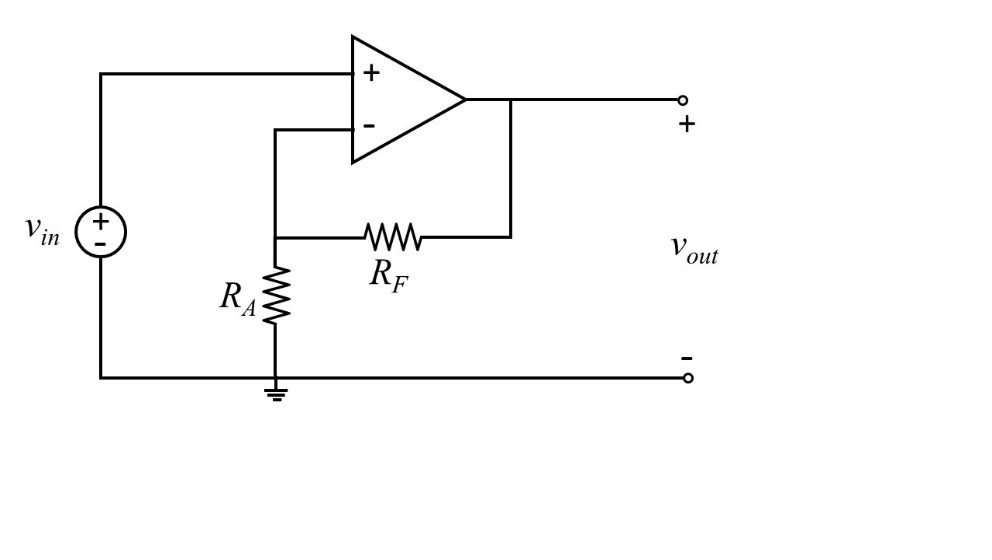 +
-
+
v_in
+
-
R_F
v_out
R_A
-